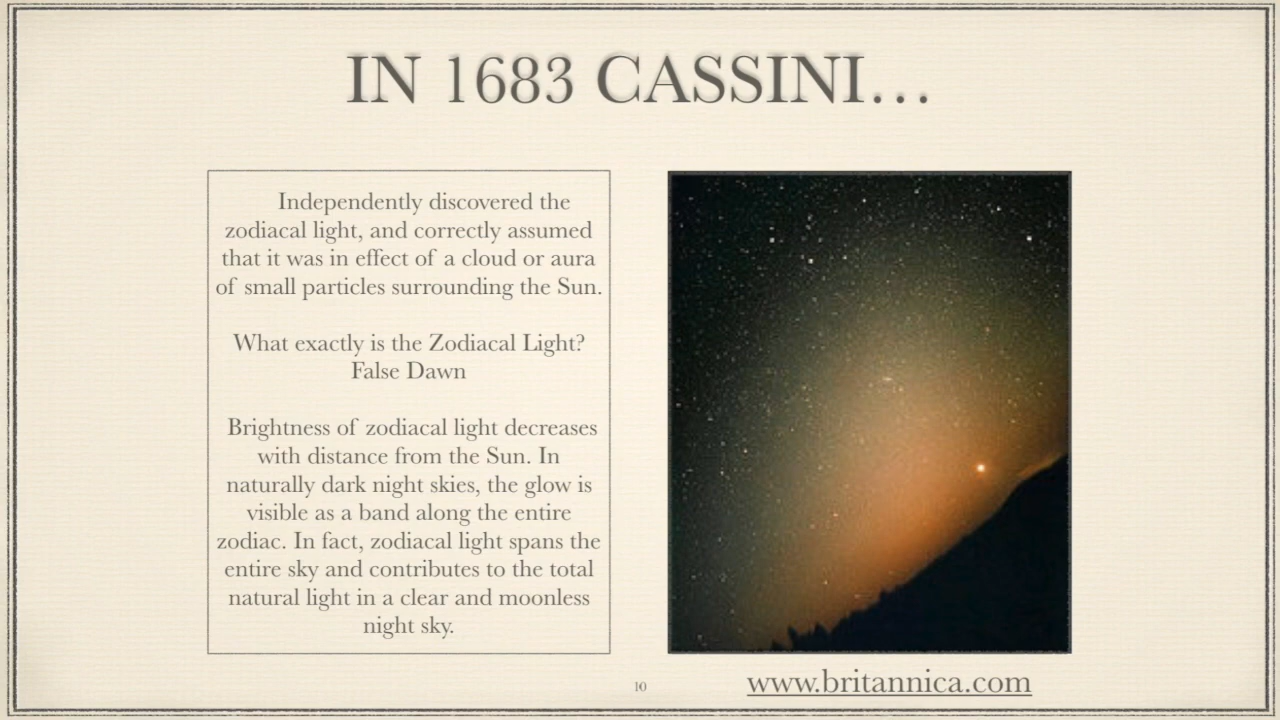 IN 1683 CASSINI…
Independently discovered the
zodiacal light, and correctly assumed
that it was in effect of a cloud or aura
of small particles surrounding the Sun.
What exactly is the Zodiacal Light?
False Dawn
Brightness of zodiacal light decreases
with distance from the Sun. In
naturally dark night skies, the glow is
visible as a band along the entire
zodiac. In fact, zodiacal light spans the
entire sky and contributes to the total
natural light in a clear and moonless
night sky.
10
www.britannica.com